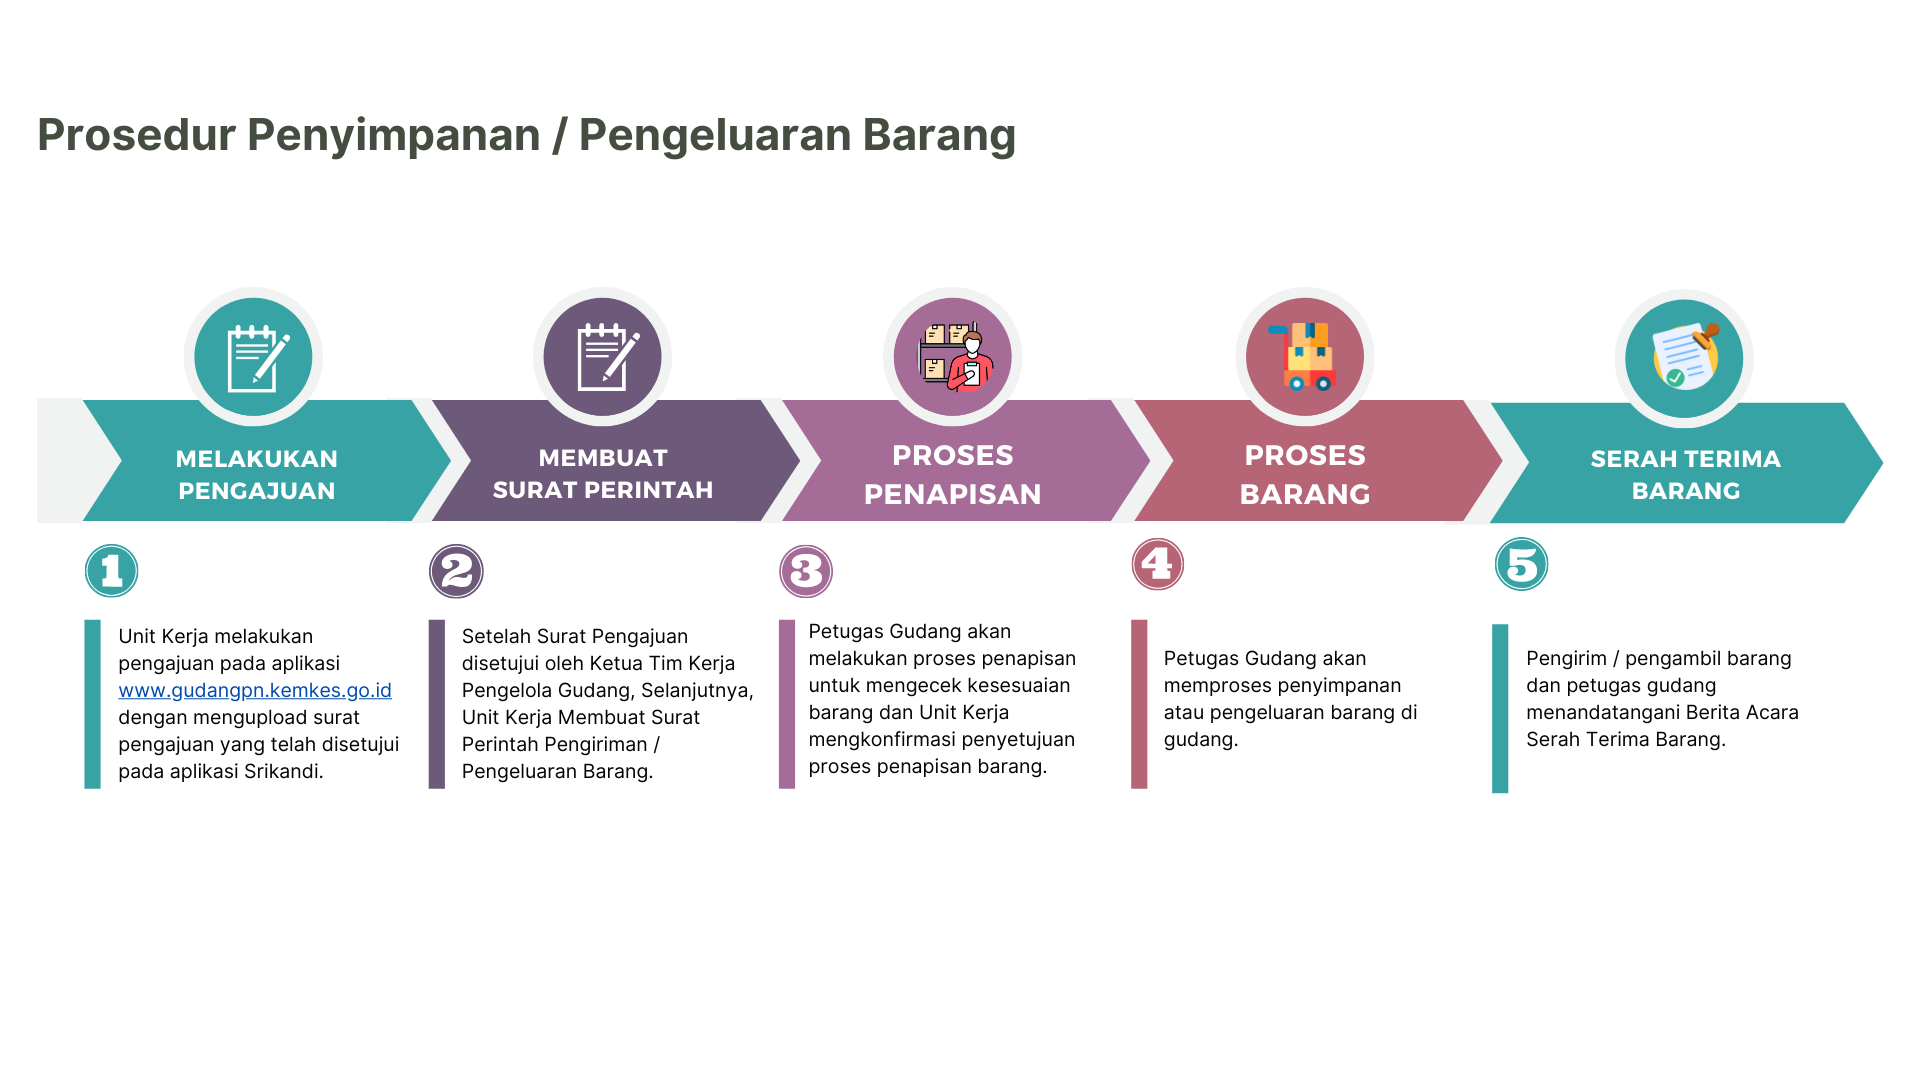 Prosedur Penyimpanan / Pengeluaran Barang
MELAKUKAN
PENGAJUAN
MEMBUAT
SURAT PERINTAH
PROSES
PENAPISAN
PROSES
BARANG
SERAH TERIMA
BARANG
1
Unit Kerja melakukan
pengajuan pada aplikasi
www.gudangpn.kemkes.go.id
dengan mengupload surat
pengajuan yang telah disetujui
pada aplikasi Srikandi.
2
Setelah Surat Pengajuan
disetujui oleh Ketua Tim Kerja
Pengelola Gudang, Selanjutnya,
Unit Kerja Membuat Surat
Perintah Pengiriman /
Pengeluaran Barang.
3
Petugas Gudang akan
melakukan proses penapisan
untuk mengecek kesesuaian
barang dan Unit Kerja
mengkonfirmasi penyetujuan
proses penapisan barang.
4
Petugas Gudang akan
memproses penyimpanan
atau pengeluaran barang di
gudang.
5
Pengirim / pengambil barang
dan petugas gudang
menandatangani Berita Acara
Serah Terima Barang.